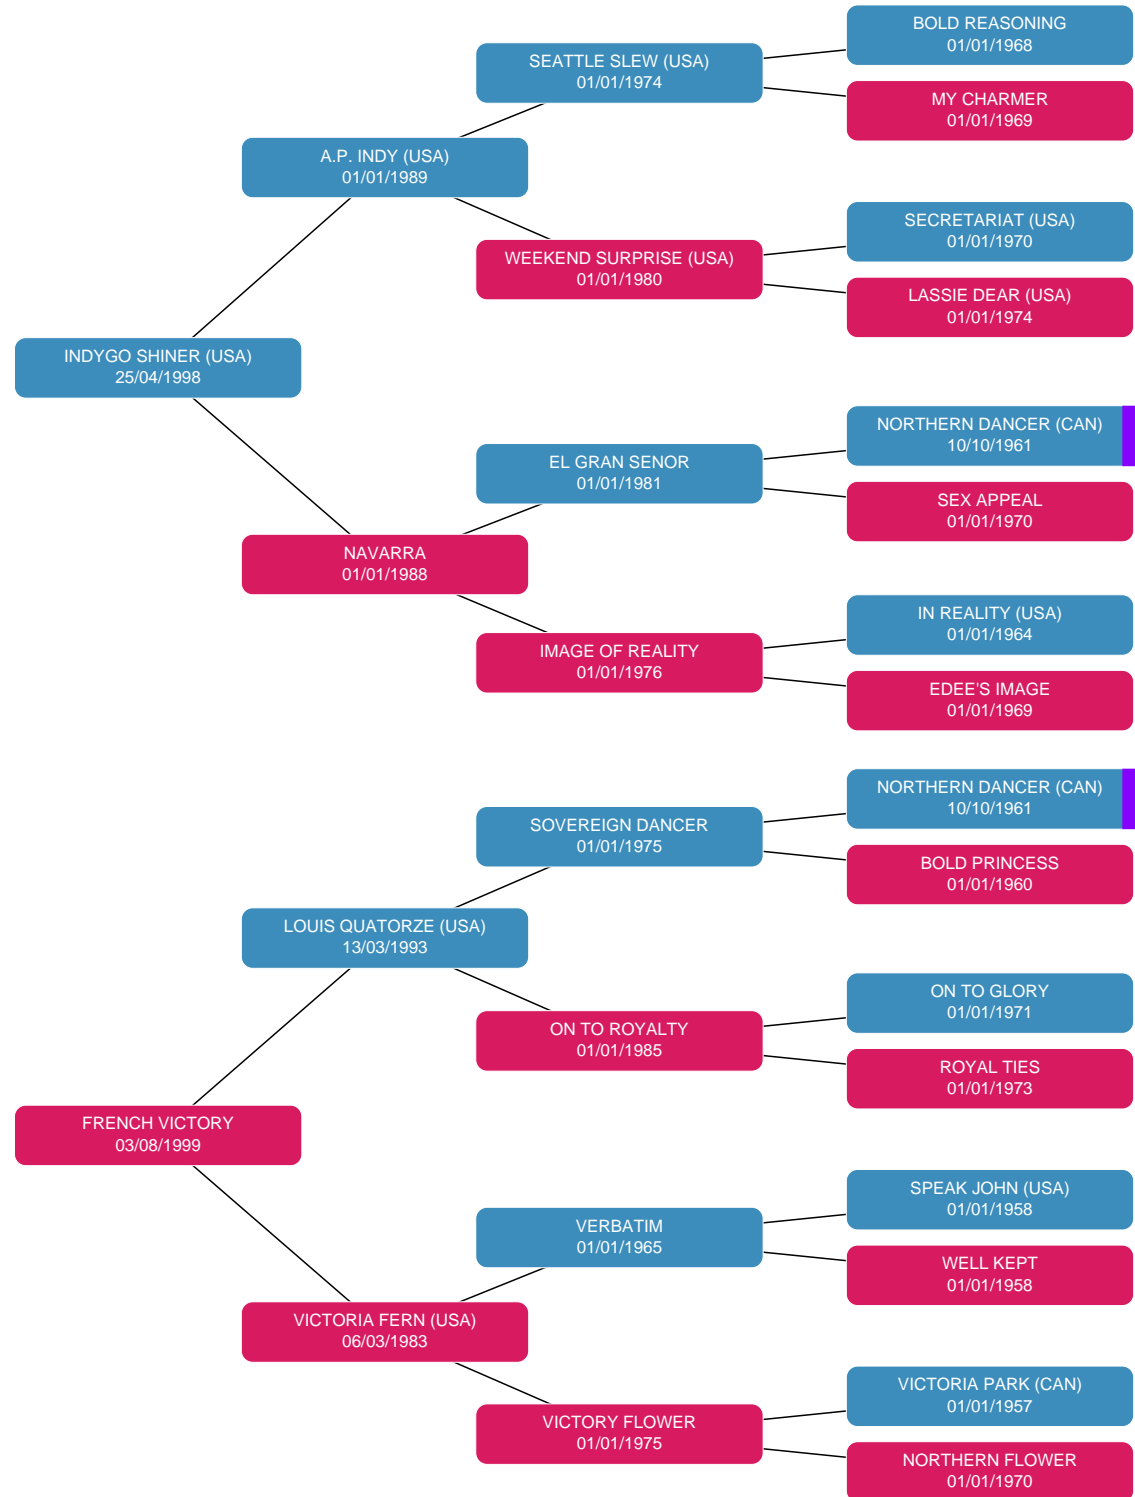 BOLD REASONING
01/01/1968
SEATTLE SLEW (USA)
01/01/1974
MY CHARMER
01/01/1969
A.P. INDY (USA)
01/01/1989
SECRETARIAT (USA)
01/01/1970
WEEKEND SURPRISE (USA)
01/01/1980
LASSIE DEAR (USA)
01/01/1974
INDYGO SHINER (USA)
25/04/1998
NORTHERN DANCER (CAN)
10/10/1961
EL GRAN SENOR
01/01/1981
SEX APPEAL
01/01/1970
NAVARRA
01/01/1988
IN REALITY (USA)
01/01/1964
IMAGE OF REALITY
01/01/1976
EDEE'S IMAGE
01/01/1969
NORTHERN DANCER (CAN)
10/10/1961
SOVEREIGN DANCER
01/01/1975
BOLD PRINCESS
01/01/1960
LOUIS QUATORZE (USA)
13/03/1993
ON TO GLORY
01/01/1971
ON TO ROYALTY
01/01/1985
ROYAL TIES
01/01/1973
FRENCH VICTORY
03/08/1999
SPEAK JOHN (USA)
01/01/1958
VERBATIM
01/01/1965
WELL KEPT
01/01/1958
VICTORIA FERN (USA)
06/03/1983
VICTORIA PARK (CAN)
01/01/1957
VICTORY FLOWER
01/01/1975
NORTHERN FLOWER
01/01/1970